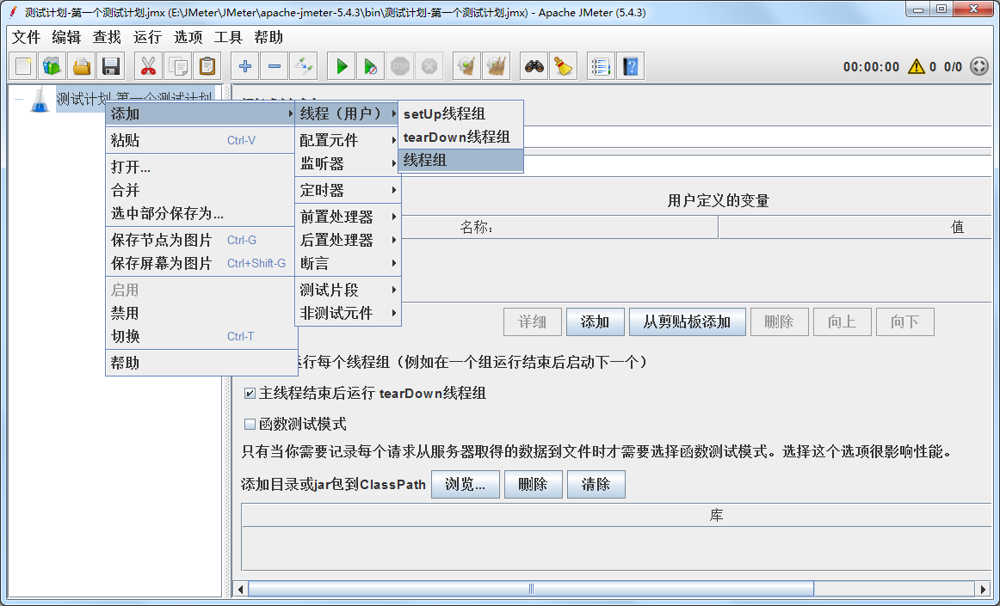 测试计划-第一个测试计划.jmx (E:\JMeter\JMeter\apache-jmeter-5.4.3\bin\测试计划-第一个测试计划.jmx) - Apache JMeter (5.4.3)
文件 编辑 查找 运行 选项 工具 帮助
STOP
00:00:00 0 0/0
测试计划-第一个测试计划
添加
粘贴 Ctrl-V
打开...
合并
选中部分保存为...
保存节点为图片 Ctrl-G
保存屏幕为图片 Ctrl+Shift-G
启用
禁用
切换 Ctrl-T
帮助
线程（用户）
配置元件
监听器
定时器
前置处理器
后置处理器
断言
测试片段
非测试元件
setUp线程组
tearDown线程组
线程组
用户定义的变量
名称: 值
详细 添加 从剪贴板添加 删除 向上 向下
运行每个线程组（例如在一个组运行结束后启动下一个）
主线程结束后运行 tearDown线程组
函数测试模式
只有当你需要记录每个请求从服务器取得的数据到文件时才需要选择函数测试模式。选择这个选项很影响性能。
添加目录或jar包到ClassPath 浏览... 删除 清除
库